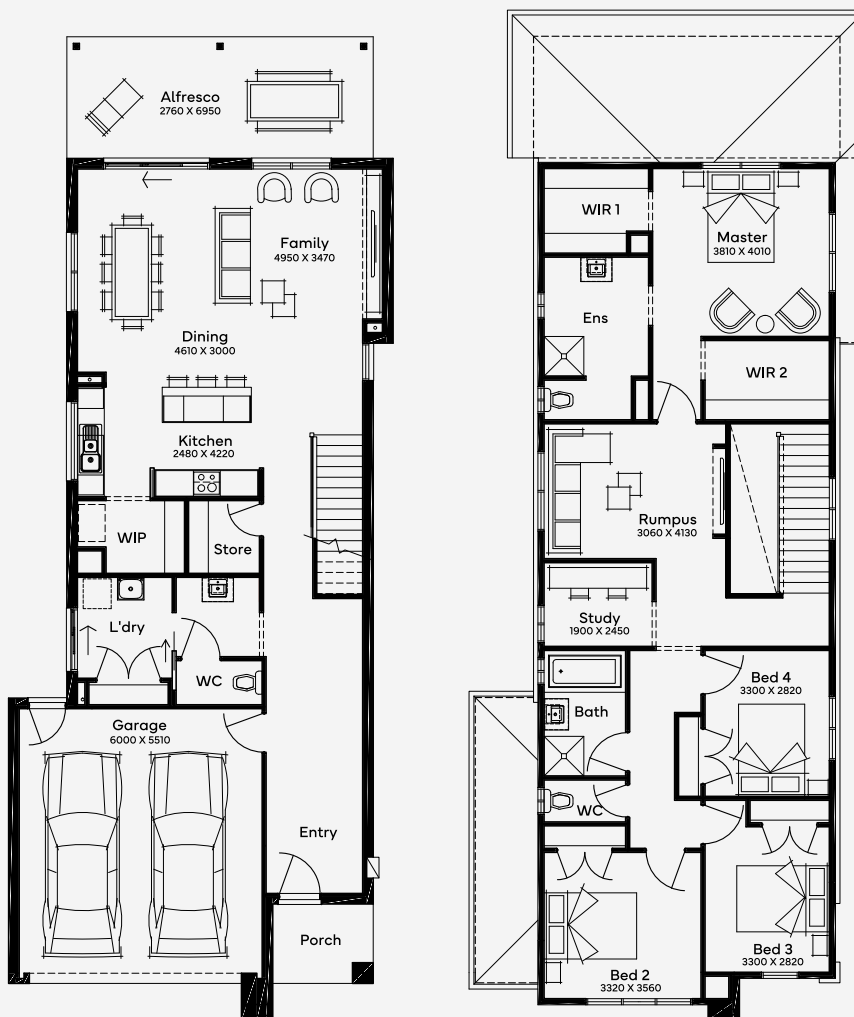 Alfresco
2760 X 6950
Family
4950 X 3470
Dining
4610 X 3000
Kitchen
2480 X 4220
WIP
Store
L'dry
WC
Garage
6000 X 5510
Entry
Porch
WIR 1
Master
3810 X 4010
Ens
WIR 2
Rumpus
3060 X 4130
Study
1900 X 2450
Bed 4
3300 X 2820
Bath
WC
Bed 3
3300 X 2820
Bed 2
3320 X 3560